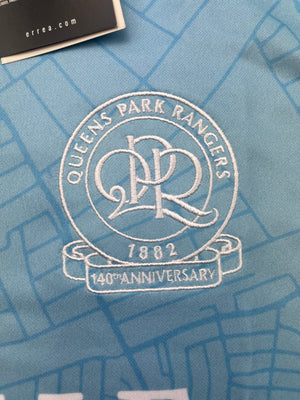 errea.com
QUEENS PARK RANGERS
QPR
1882
140th ANNIVERSARY